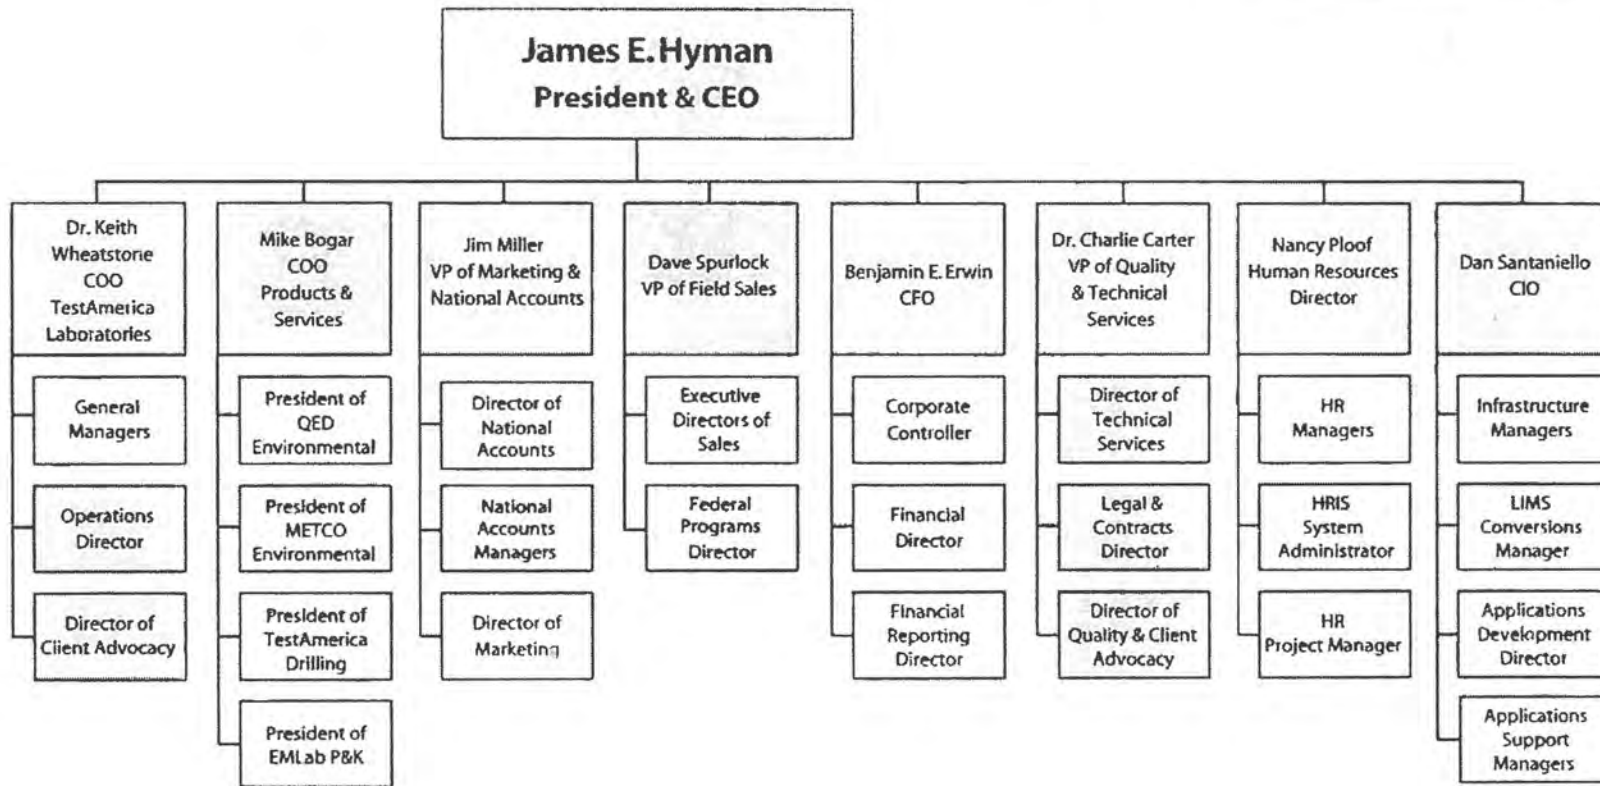 James E. Hyman
President & CEO
Dr. Keith
Wheatstone
COO
TestAmerica
Laboratories
General
Managers
Operations
Director
Director of
Client Advocacy
Mike Bogar
COO
Products &
Services
President of
QED
Environmental
President of
METCO
Environmental
President of
TestAmerica
Drilling
President of
EMLab P&K
Jim Miller
VP of Marketing &
National Accounts
Director of
National
Accounts
National
Accounts
Managers
Director of
Marketing
Dave Spurlock
VP of Field Sales
Executive
Directors of
Sales
Federal
Programs
Director
Benjamin E. Erwin
CFO
Corporate
Controller
Financial
Director
Financial
Reporting
Director
Dr. Charlie Carter
VP of Quality
& Technical
Services
Director of
Technical
Services
Legal &
Contracts
Director
Director of
Quality & Client
Advocacy
Nancy Ploof
Human Resources
Director
HR
Managers
HRIS
System
Administrator
HR
Project Manager
Dan Santaniello
CIO
Infrastructure
Managers
LIMS
Conversions
Manager
Applications
Development
Director
Applications
Support
Managers